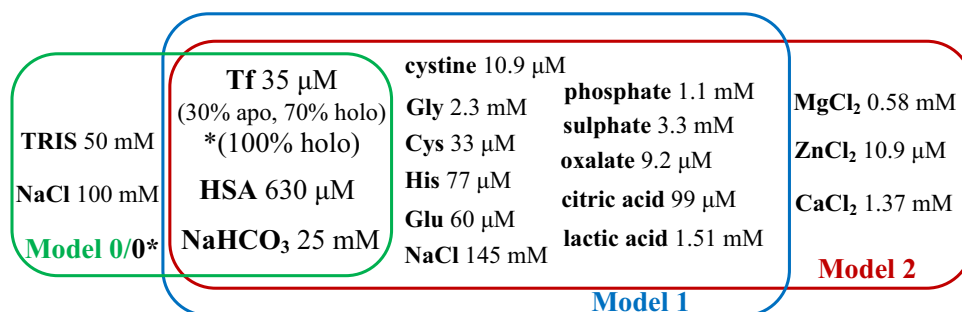 TRIS 50 mM
NaCl 100 mM
Model 0/0*
Tf 35 µM
(30% apo, 70% holo)
*(100% holo)
HSA 630 µM
NaHCO₃ 25 mM
cystine 10.9 µM
Gly 2.3 mM
Cys 33 µM
His 77 µM
Glu 60 µM
NaCl 145 mM
phosphate 1.1 mM
sulphate 3.3 mM
oxalate 9.2 µM
citric acid 99 µM
lactic acid 1.51 mM
Model 1
MgCl₂ 0.58 mM
ZnCl₂ 10.9 µM
CaCl₂ 1.37 mM
Model 2